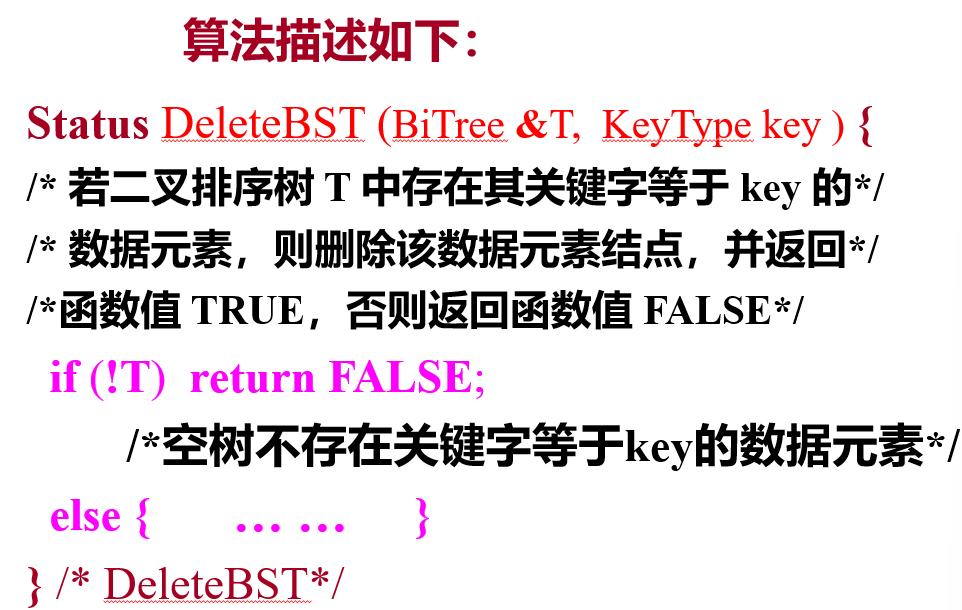 算法描述如下：
Status DeleteBST (BiTree &T, KeyType key ) {
/* 若二叉排序树 T 中存在其关键字等于 key 的*/
/* 数据元素，则删除该数据元素结点，并返回*/
/*函数值 TRUE，否则返回函数值 FALSE*/
if (!T) return FALSE;
/*空树不存在关键字等于key的数据元素*/
else { … … }
} /* DeleteBST*/